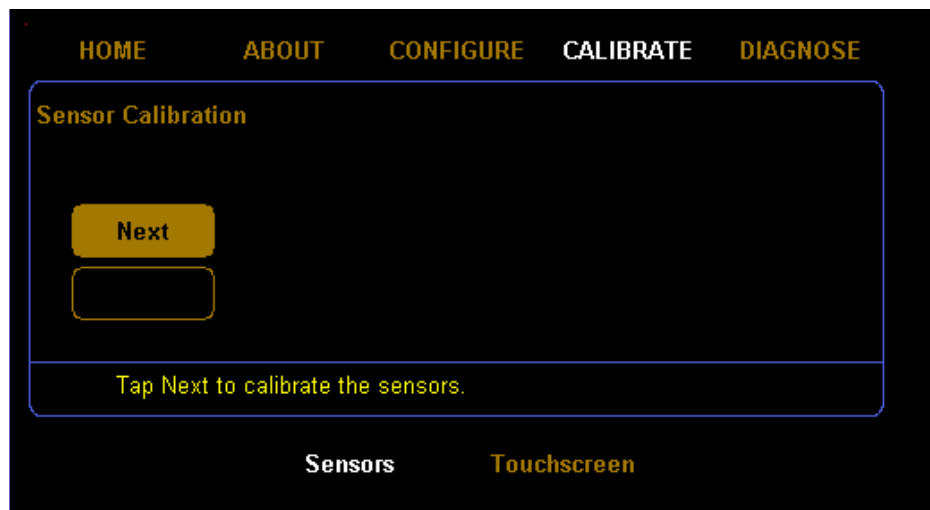 HOME ABOUT CONFIGURE CALIBRATE DIAGNOSE
Sensor Calibration
Next
Tap Next to calibrate the sensors.
Sensors Touchscreen